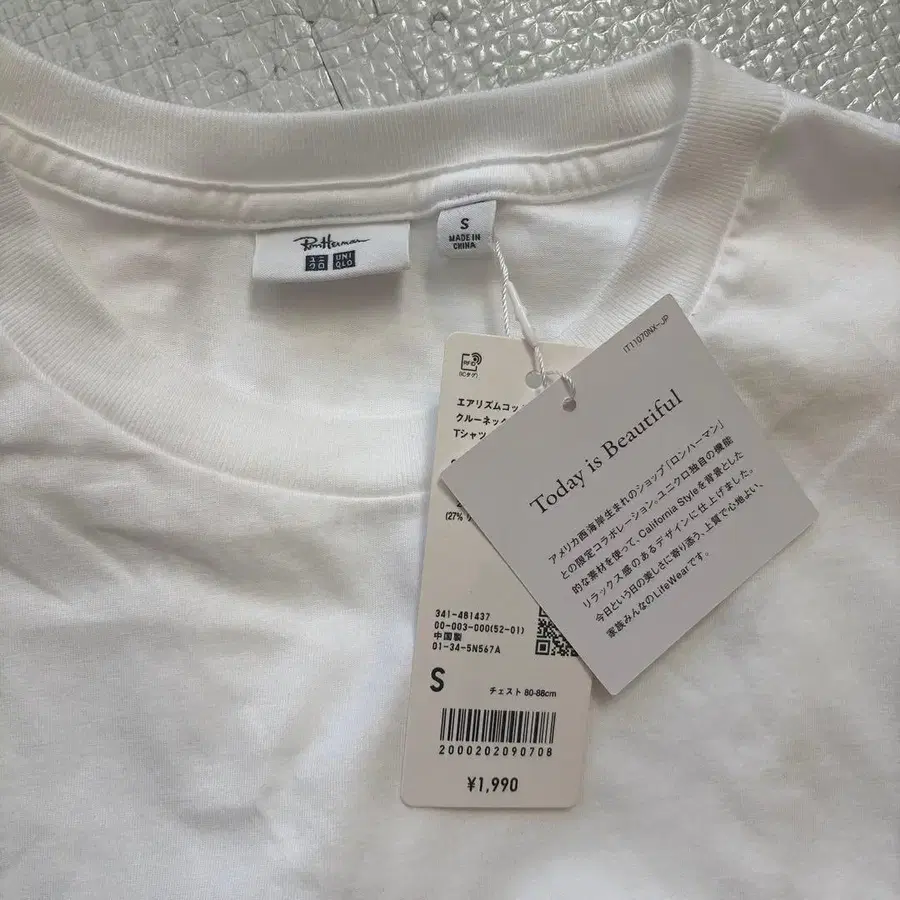 Ron Herman
ユニ UNI
クロ QLO
S
MADE IN
CHINA
RFID
(ICタグ)
エアリズムコッ
クルーネック
Tシャツ
(27%
341-481437
00-003-000(52-01)
中国製
01-34-5N567A
S
チェスト 80-88cm
2000202090708
¥1,990
IT11070NX-JP
Today is Beautiful
アメリカ西海岸生まれのショップ「ロンハーマン」
との限定コラボレーション。ユニクロ独自の機能
的な素材を使って、California Styleを背景とした
リラックス感のあるデザインに仕上げました。
今日という日の美しさに寄り添う、上質で心地よい、
家族みんなのLifeWearです。